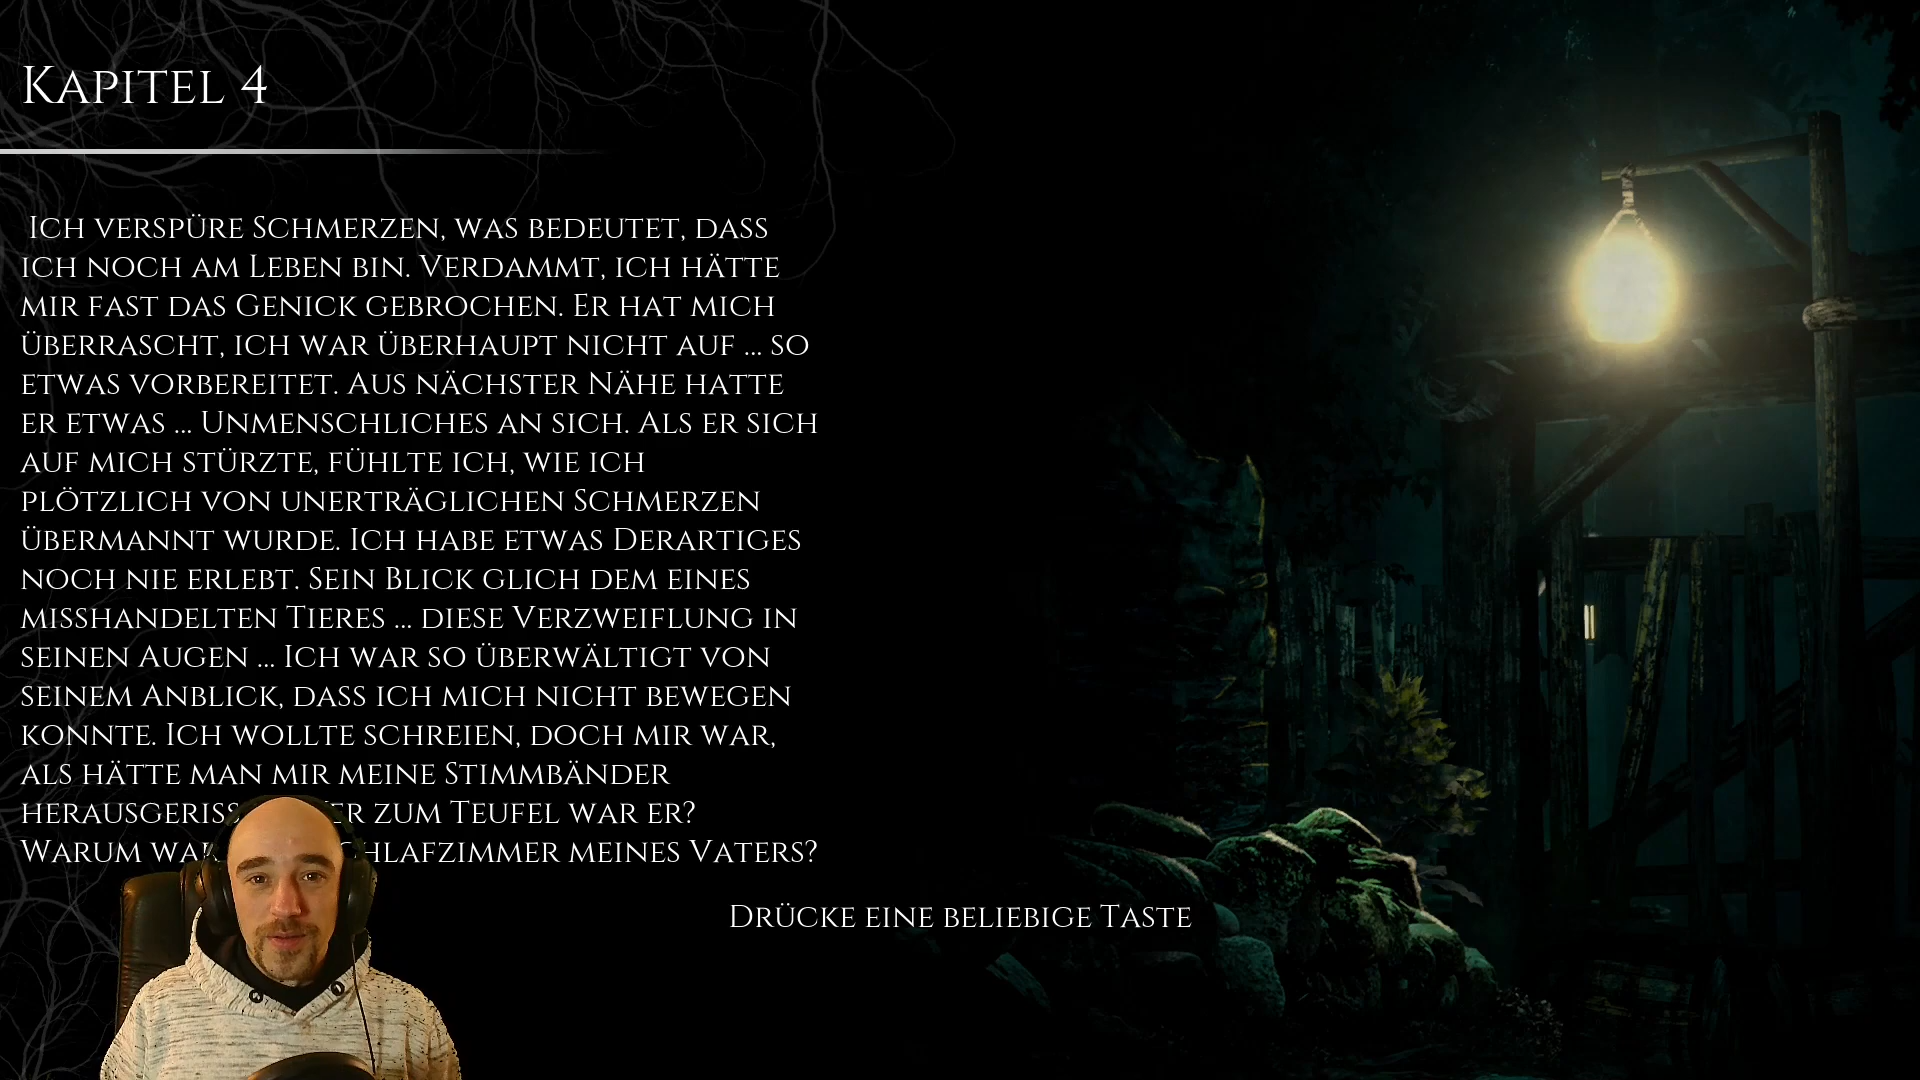 Kapitel 4
Ich verspüre Schmerzen, was bedeutet, dass
ich noch am Leben bin. Verdammt, ich hätte
mir fast das Genick gebrochen. Er hat mich
überrascht, ich war überhaupt nicht auf ... so
etwas vorbereitet. Aus nächster Nähe hatte
er etwas ... Unmenschliches an sich. Als er sich
auf mich stürzte, fühlte ich, wie ich
plötzlich von unerträglichen Schmerzen
übermannt wurde. Ich habe etwas Derartiges
noch nie erlebt. Sein Blick glich dem eines
misshandelten Tieres ... diese Verzweiflung in
seinen Augen ... Ich war so überwältigt von
seinem Anblick, dass ich mich nicht bewegen
konnte. Ich wollte schreien, doch mir war,
als hätte man mir meine Stimmbänder
zum Teufel war er?
Warum meines Vaters?
Drücke eine beliebige Taste